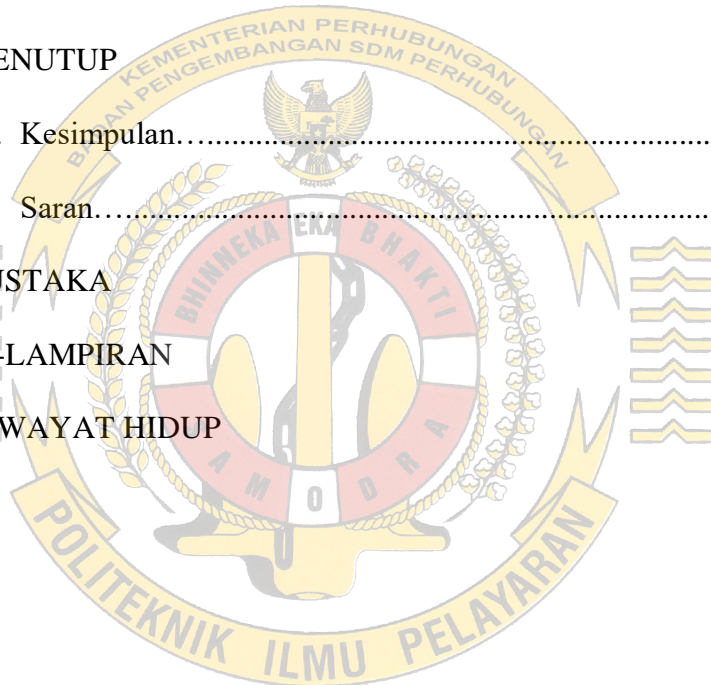 KEMENTERIAN PERHUBUNGAN
BADAN PENGEMBANGAN SDM PERHUBUNGAN
ENUTUP
. Kesimpulan…...............................................................................
Saran…..........................................................................................
BHINNEKA EKA BHAKTI
USTAKA
-LAMPIRAN
WAYAT HIDUP
AMODRA
POLITEKNIK ILMU PELAYARAN